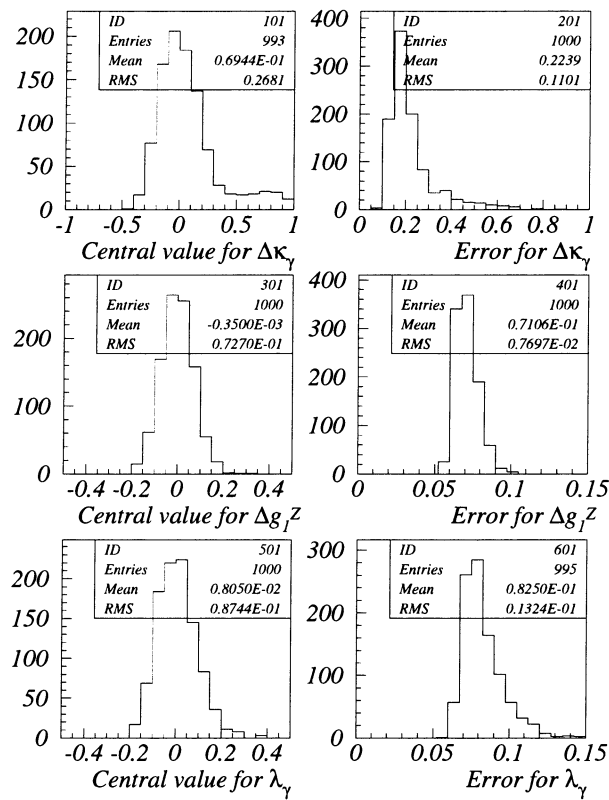 ID 101
Entries 993
Mean 0.6944E-01
RMS 0.2681
200
150
100
50
0
-1 -0.5 0 0.5 1
Central value for Δκγ
ID 201
Entries 1000
Mean 0.2239
RMS 0.1101
400
300
200
100
0
0 0.2 0.4 0.6 0.8 1
Error for Δκγ
ID 301
Entries 1000
Mean -0.3500E-03
RMS 0.7270E-01
200
100
0
-0.4 -0.2 0 0.2 0.4
Central value for Δg₁ᶻ
ID 401
Entries 1000
Mean 0.7106E-01
RMS 0.7697E-02
400
300
200
100
0
0 0.05 0.1 0.15
Error for Δg₁ᶻ
ID 501
Entries 1000
Mean 0.8050E-02
RMS 0.8744E-01
200
150
100
50
0
-0.4 -0.2 0 0.2 0.4
Central value for λγ
ID 601
Entries 995
Mean 0.8250E-01
RMS 0.1324E-01
300
200
100
0
0 0.05 0.1 0.15
Error for λγ